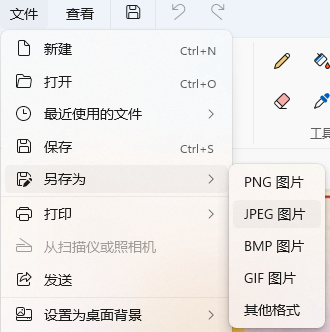 文件 查看
新建 Ctrl+N
打开 Ctrl+O
最近使用的文件
保存 Ctrl+S
另存为
打印
从扫描仪或照相机
发送
设置为桌面背景
工具
PNG 图片
JPEG 图片
BMP 图片
GIF 图片
其他格式